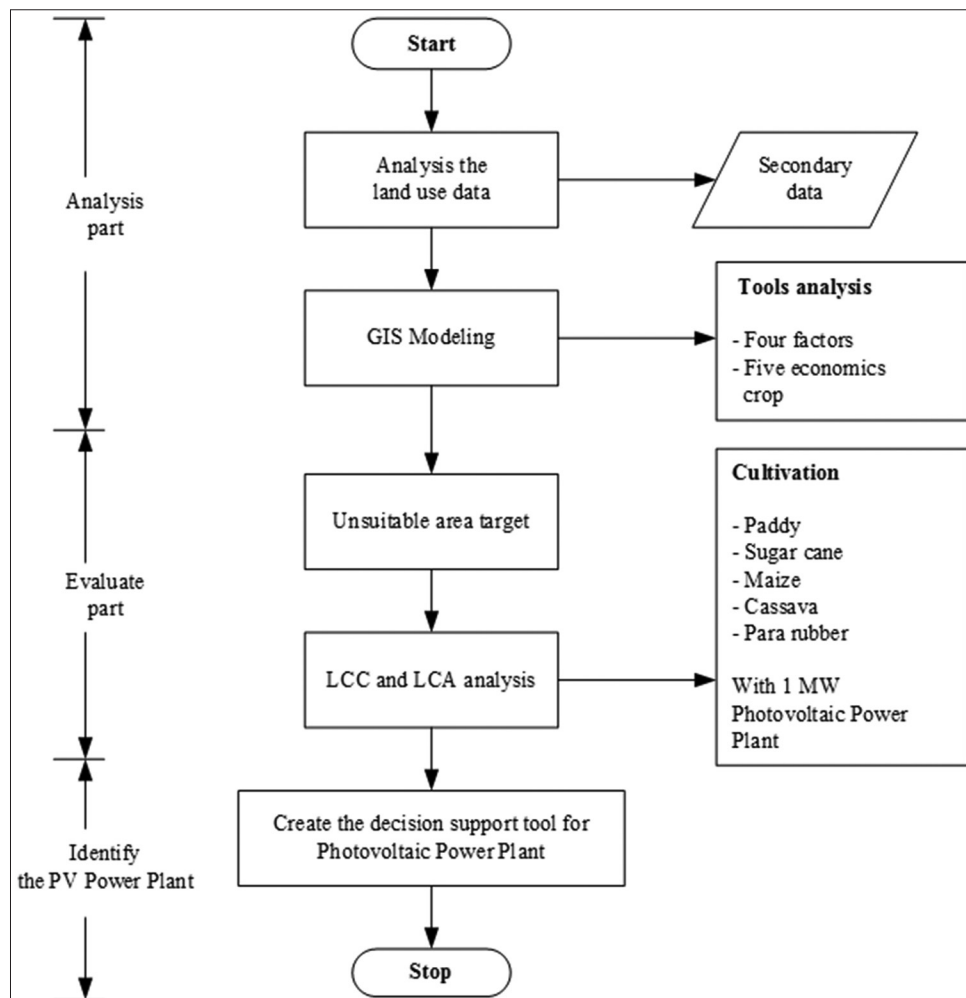 Start
Analysis the
land use data
Secondary
data
Analysis
part
GIS Modeling
Tools analysis
- Four factors
- Five economics
crop
Unsuitable area target
Evaluate
part
LCC and LCA analysis
Cultivation
- Paddy
- Sugar cane
- Maize
- Cassava
- Para rubber
With 1 MW
Photovoltaic Power
Plant
Identify
the PV Power Plant
Create the decision support tool for
Photovoltaic Power Plant
Stop